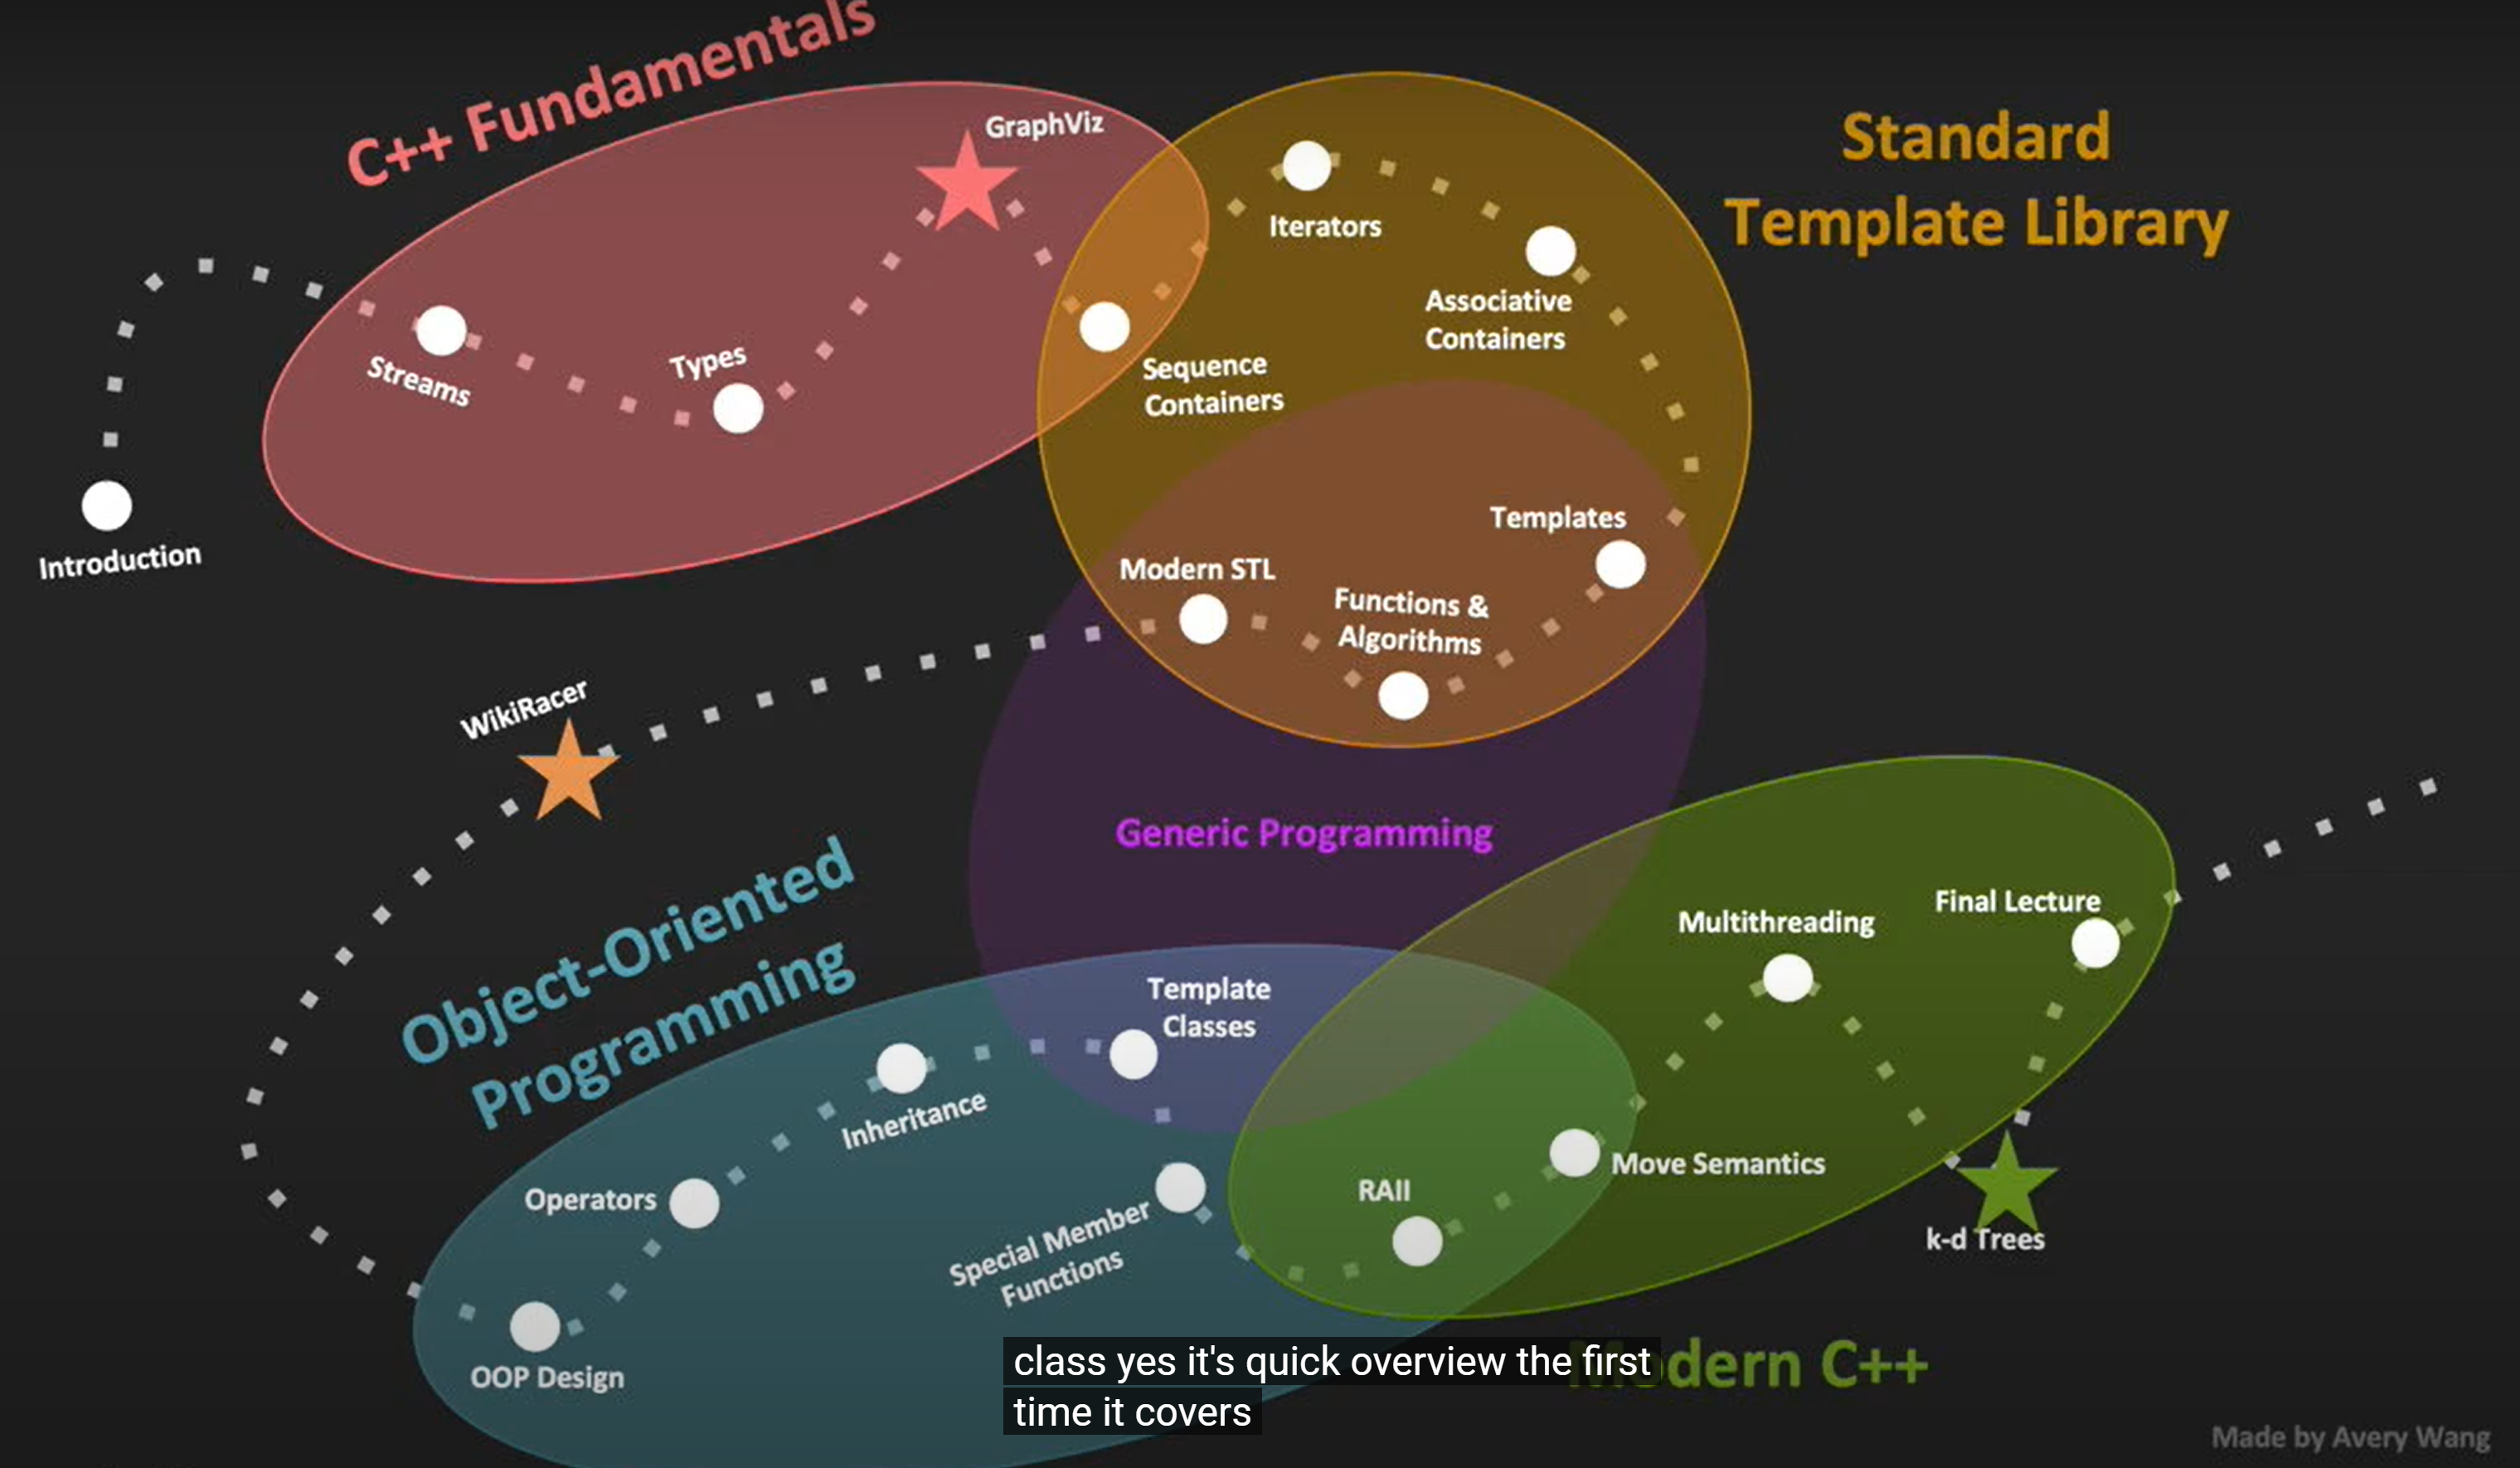 C++ Fundamentals
GraphViz
Streams
Types
Introduction
Standard
Template Library
Iterators
Associative
Containers
Sequence
Containers
Templates
Modern STL
Functions &
Algorithms
WikiRacer
Generic Programming
Object-Oriented
Programming
Template
Classes
Inheritance
Operators
OOP Design
Special Member
Functions
RAII
Move Semantics
Multithreading
Final Lecture
k-d Trees
Modern C++
class yes it's quick overview the first
time it covers
Made by Avery Wang